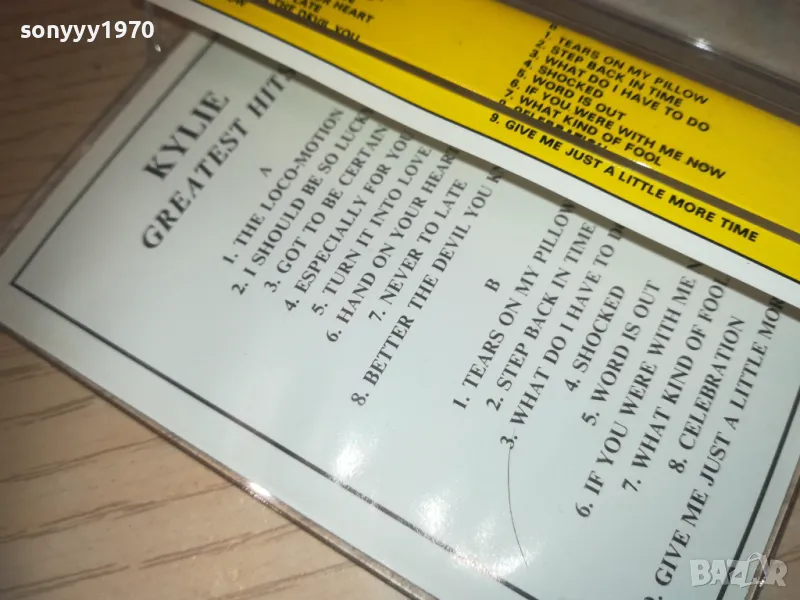 sonyyy1970
HEART
THE DEVIL YOU
B
1. TEARS ON MY PILLOW
2. STEP BACK IN TIME
3. WHAT DO I HAVE TO DO
4. SHOCKED
5. WORD IS OUT
6. IF YOU WERE WITH ME NOW
7. WHAT KIND OF FOOL
9. GIVE ME JUST A LITTLE MORE TIME
KYLIE
GREATEST HITS
A
1. THE LOCO-MOTION
2. I SHOULD BE SO LUCK
3. GOT TO BE CERTAIN
4. ESPECIALLY FOR YOU
5. TURN IT INTO LOVE
6. HAND ON YOUR HEAR
7. NEVER TO LATE
8. BETTER THE DEVIL YOU
B
1. TEARS ON MY PILLOW
2. STEP BACK IN TIME
3. WHAT DO I HAVE TO D
4. SHOCKED
5. WORD IS OUT
6. IF YOU WERE WITH ME
7. WHAT KIND OF FOOL
8. CELEBRATION
9. GIVE ME JUST A LITTLE MOR
BAZAR